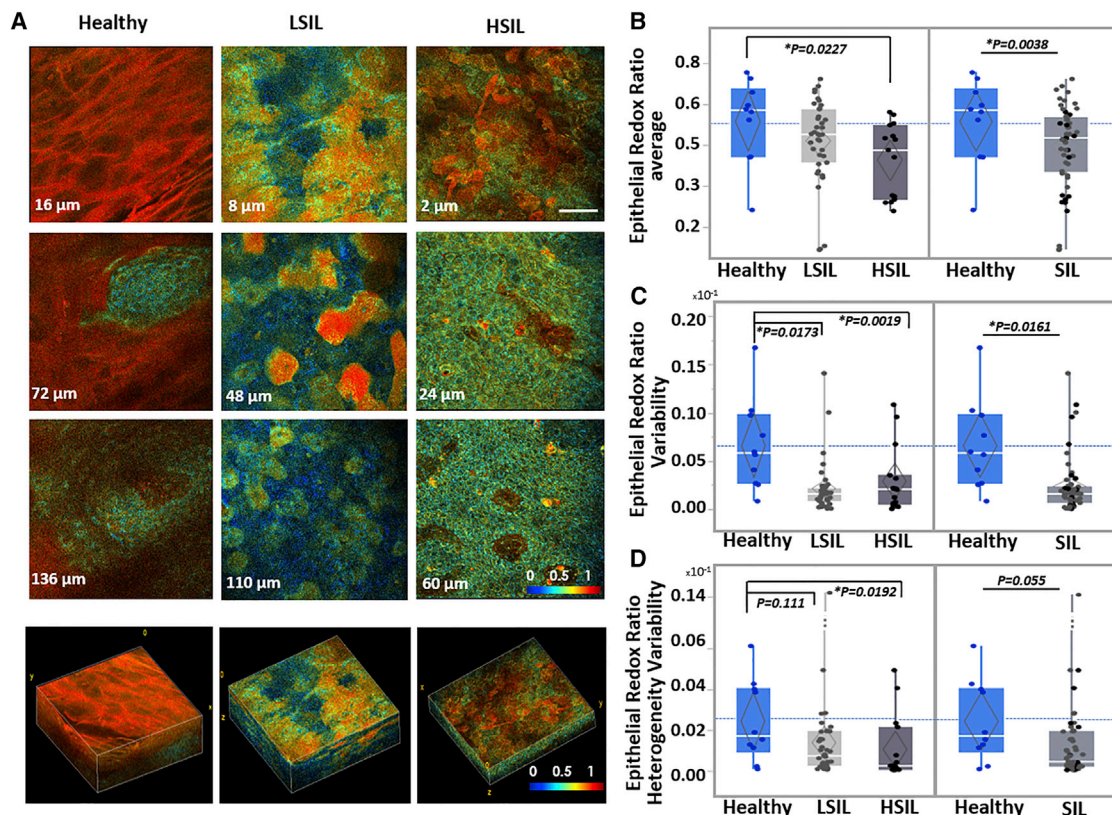 A
Healthy
LSIL
HSIL
16 µm
8 µm
2 µm
72 µm
48 µm
24 µm
136 µm
110 µm
60 µm
0 0.5 1
0
y
x
0
z
x
y
0
z
0 0.5 1
B
Epithelial Redox Ratio
average
0.8
0.6
0.5
0.3
0.2
*P=0.0227
*P=0.0038
Healthy
LSIL
HSIL
Healthy
SIL
C
Epithelial Redox Ratio
Variability
x10⁻¹
0.20
0.15
0.10
0.05
0.00
*P=0.0173
*P=0.0019
*P=0.0161
Healthy
LSIL
HSIL
Healthy
SIL
D
Epithelial Redox Ratio
Heterogeneity Variability
x10⁻¹
0.14
0.06
0.04
0.02
0.00
P=0.111
*P=0.0192
P=0.055
Healthy
LSIL
HSIL
Healthy
SIL